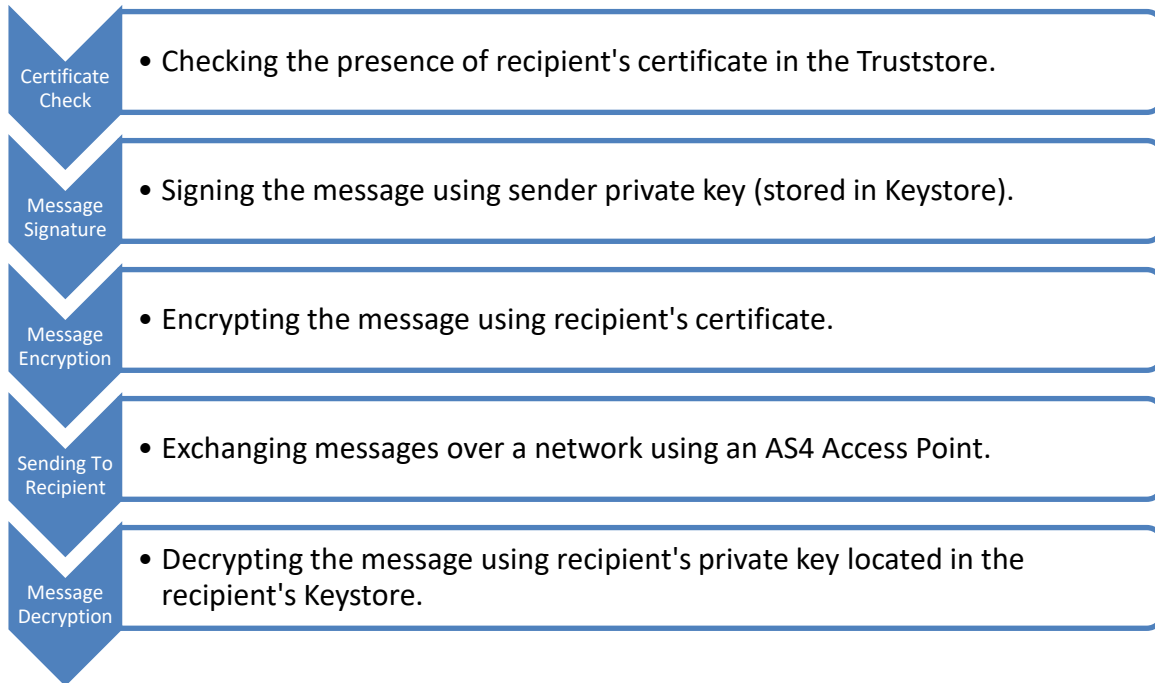 Certificate
Check
• Checking the presence of recipient's certificate in the Truststore.
Message
Signature
• Signing the message using sender private key (stored in Keystore).
Message
Encryption
• Encrypting the message using recipient's certificate.
Sending To
Recipient
• Exchanging messages over a network using an AS4 Access Point.
Message
Decryption
• Decrypting the message using recipient's private key located in the
recipient's Keystore.